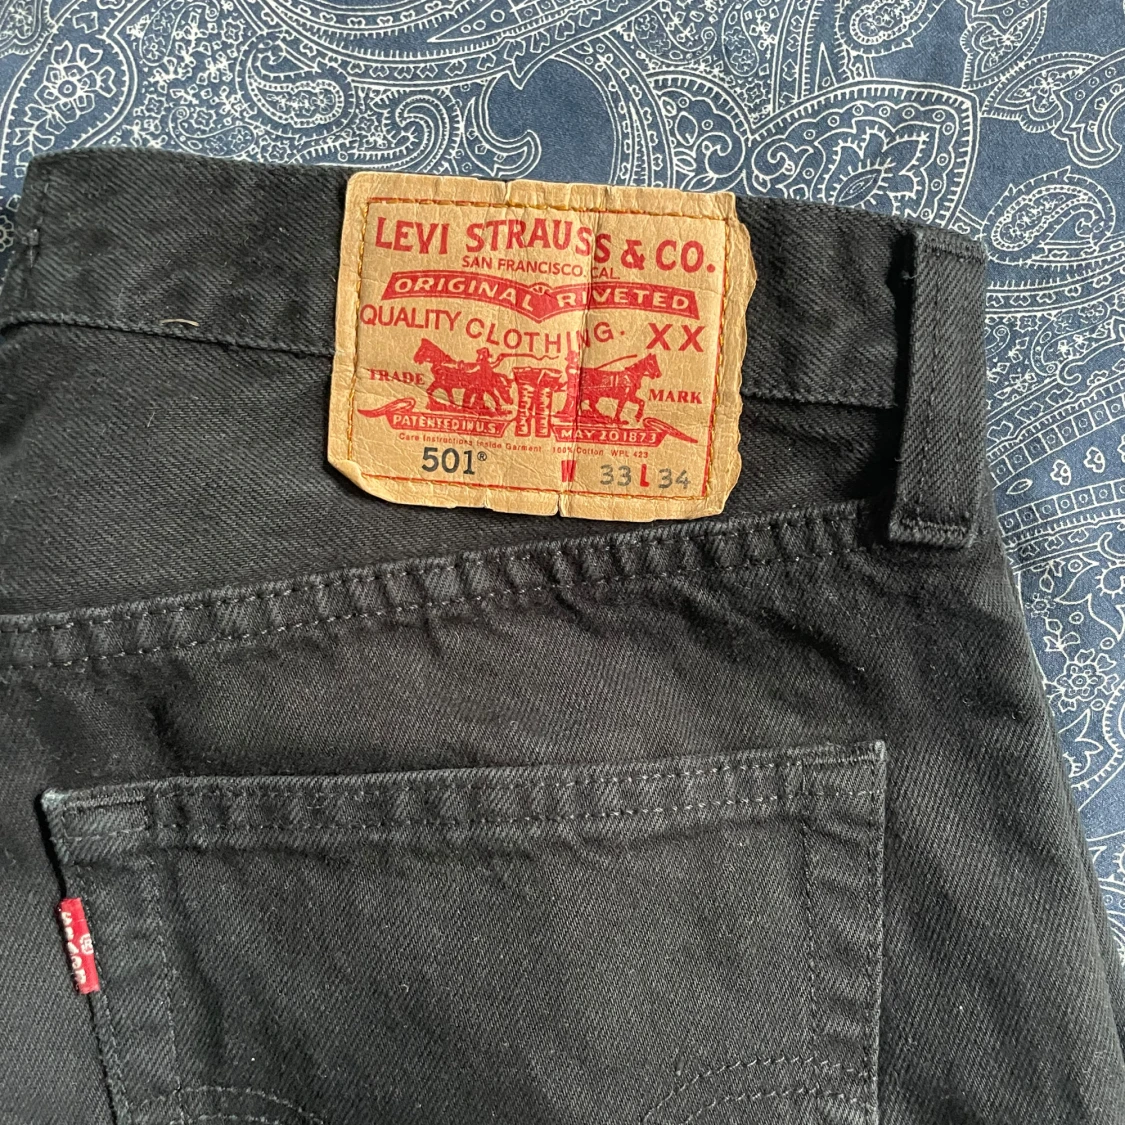 LEVI STRAUSS & CO.
SAN FRANCISCO, CAL.
ORIGINAL RIVETED
QUALITY CLOTHING. XX
TRADE MARK
PATENTED IN U.S. MAY 20 1873
Care Instructions Inside Garment 100% Cotton WPL 423
501® W 33 L 34
LEVI'S ®